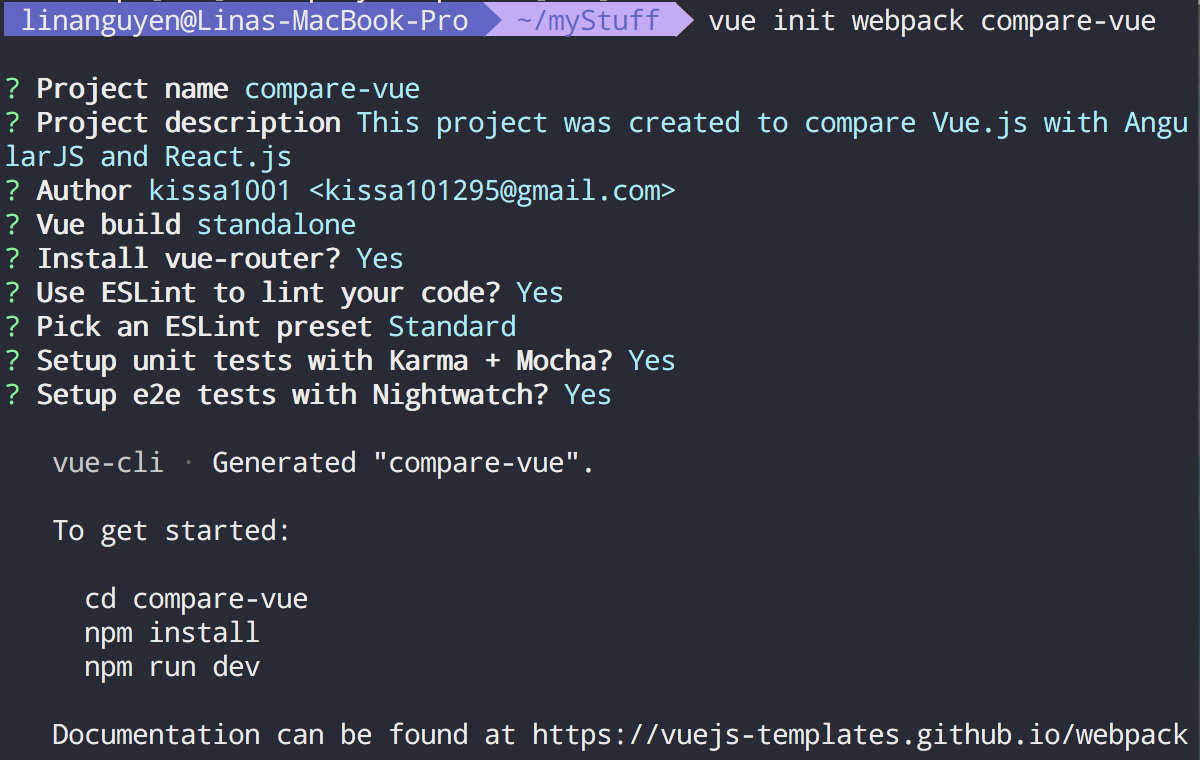 linanguyen@Linas-MacBook-Pro ~/myStuff vue init webpack compare-vue
? Project name compare-vue
? Project description This project was created to compare Vue.js with Angu
larJS and React.js
? Author kissa1001 <kissa101295@gmail.com>
? Vue build standalone
? Install vue-router? Yes
? Use ESLint to lint your code? Yes
? Pick an ESLint preset Standard
? Setup unit tests with Karma + Mocha? Yes
? Setup e2e tests with Nightwatch? Yes
vue-cli · Generated "compare-vue".
To get started:
cd compare-vue
npm install
npm run dev
Documentation can be found at https://vuejs-templates.github.io/webpack